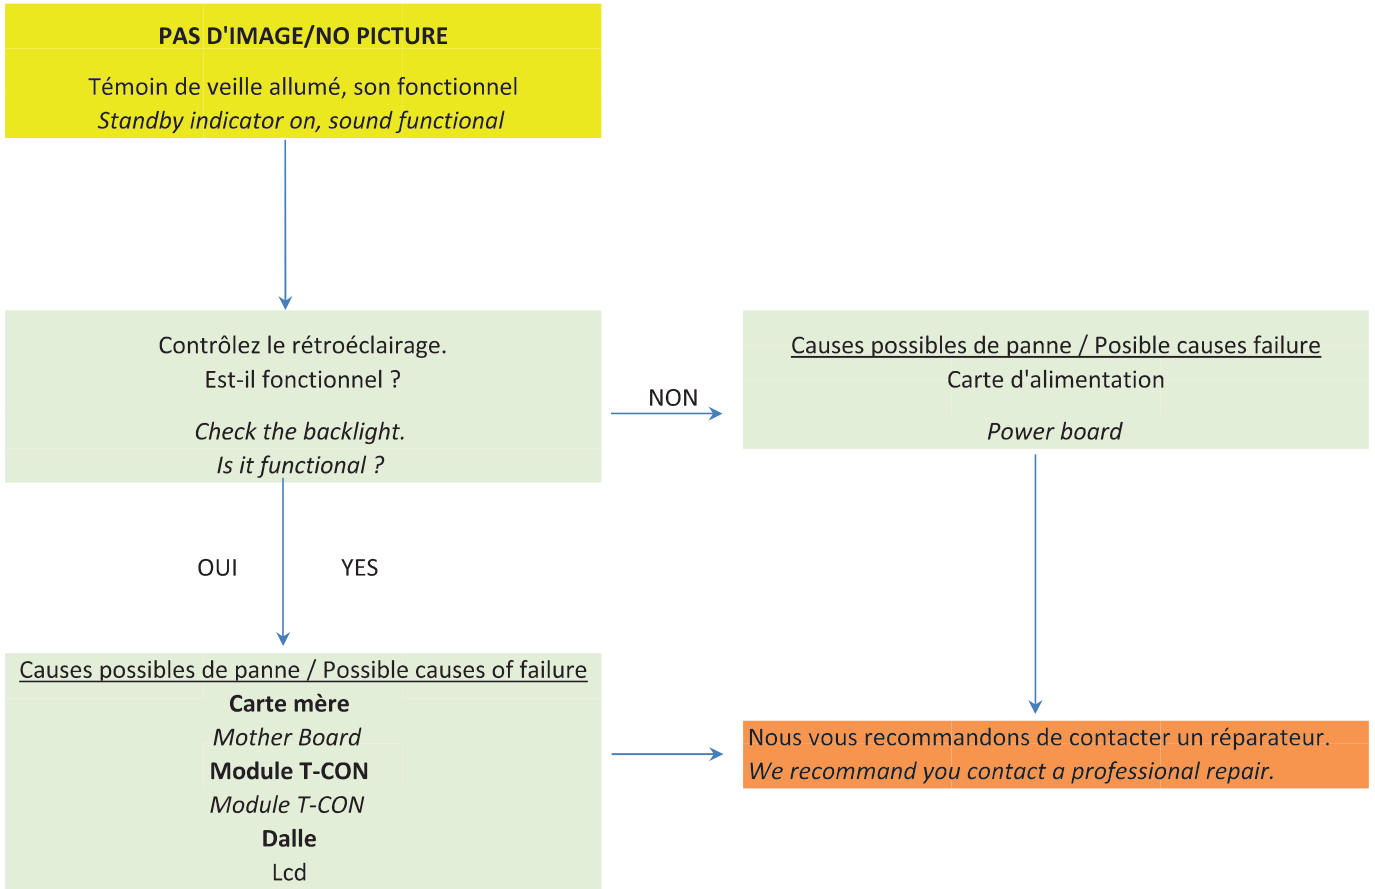 PAS D'IMAGE/NO PICTURE
Témoin de veille allumé, son fonctionnel
Standby indicator on, sound functional
Contrôlez le rétroéclairage.
Est-il fonctionnel ?
Check the backlight.
Is it functional ?
NON
Causes possibles de panne / Posible causes failure
Carte d'alimentation
Power board
OUI
YES
Causes possibles de panne / Possible causes of failure
Carte mère
Mother Board
Module T-CON
Module T-CON
Dalle
Lcd
Nous vous recommandons de contacter un réparateur.
We recommand you contact a professional repair.